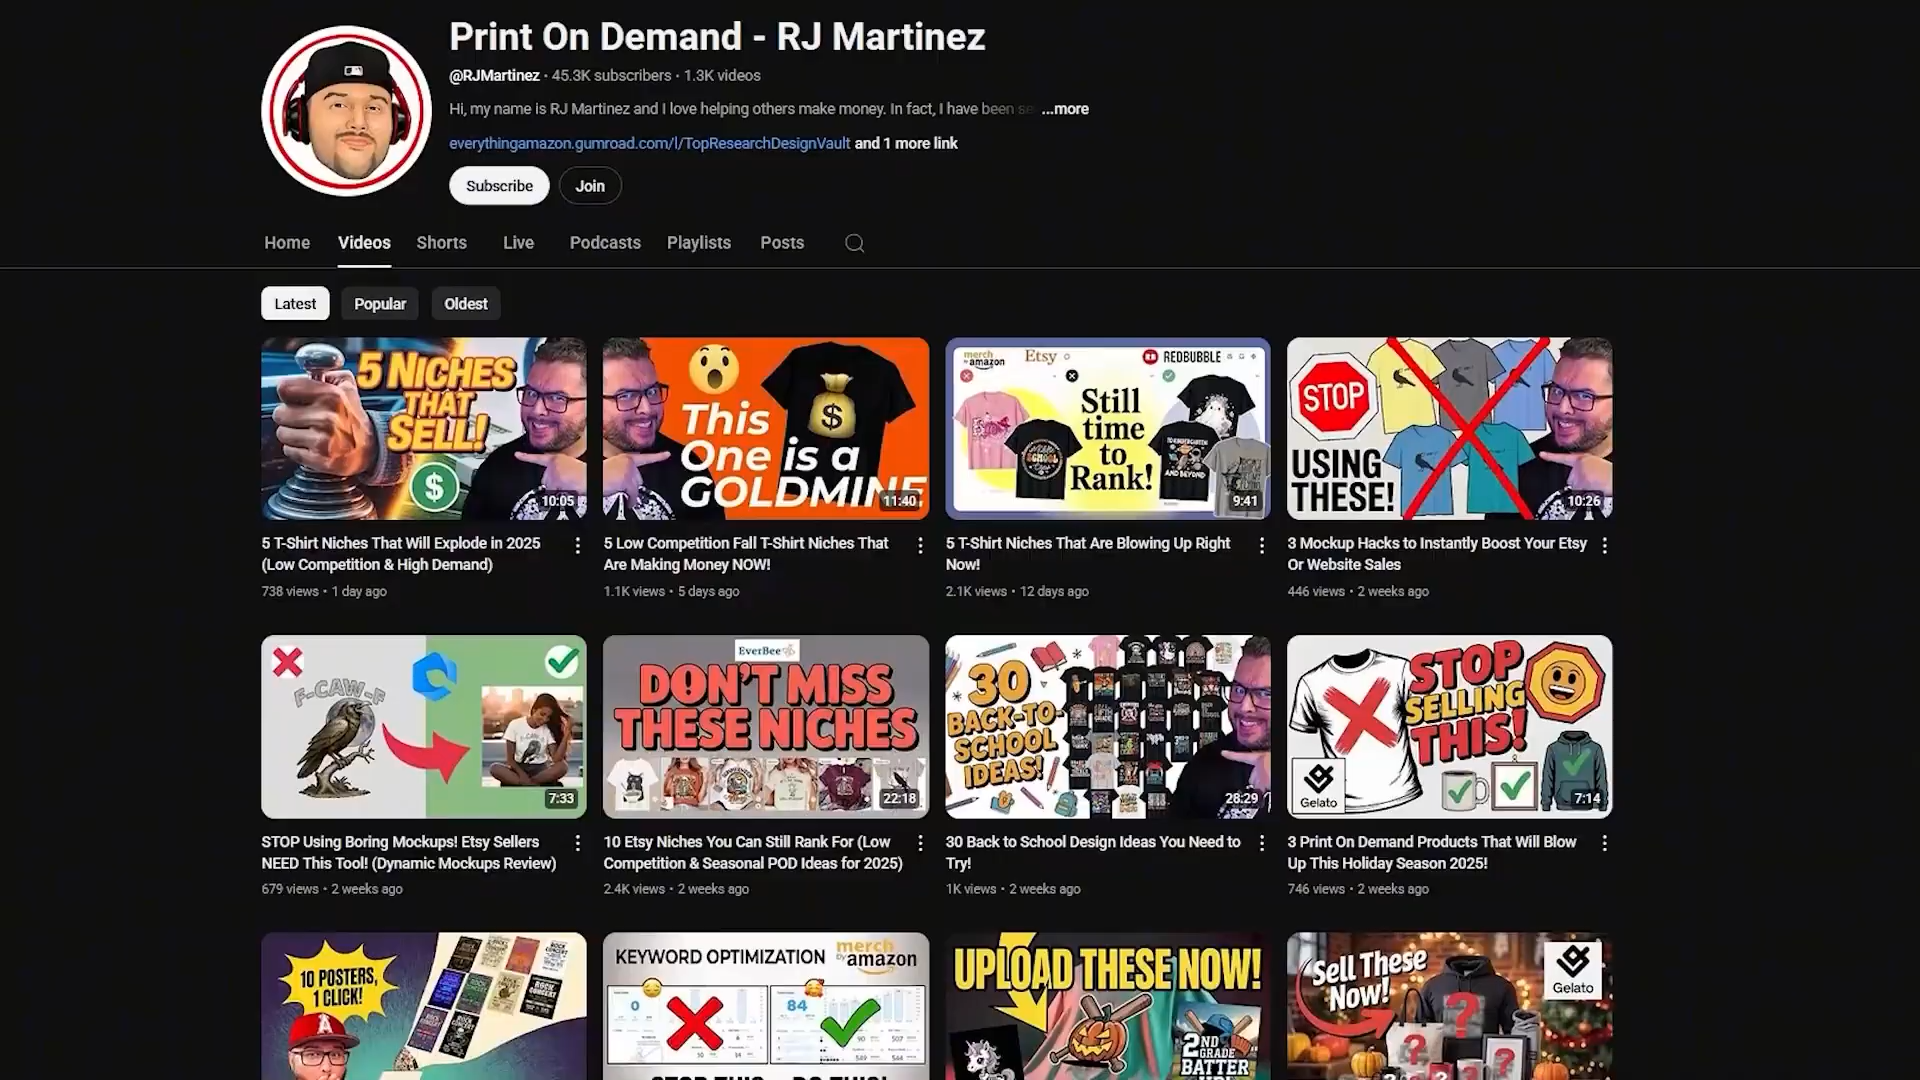 Print On Demand - RJ Martinez
@RJMartinez · 45.3K subscribers · 1.3K videos
Hi, my name is RJ Martinez and I love helping others make money. In fact, I have been ...more
everythingamazon.gumroad.com/l/TopResearchDesignVault and 1 more link
Subscribe
Join
Home
Videos
Shorts
Live
Podcasts
Playlists
Posts
Latest
Popular
Oldest
5 NICHES
THAT
SELL!
$
10:05
This
One is a
GOLDMINE
$
11:40
merch by amazon
Etsy
REDBUBBLE
Still
time
to
Rank!
9:41
STOP
USING
THESE!
10:26
5 T-Shirt Niches That Will Explode in 2025
(Low Competition & High Demand)
738 views · 1 day ago
5 Low Competition Fall T-Shirt Niches That
Are Making Money NOW!
1.1K views · 5 days ago
5 T-Shirt Niches That Are Blowing Up Right
Now!
2.1K views · 12 days ago
3 Mockup Hacks to Instantly Boost Your Etsy
Or Website Sales
446 views · 2 weeks ago
F-CAW-F
7:33
EverBee
DON'T MISS
THESE NICHES
22:18
30
BACK-TO-
SCHOOL
IDEAS!
28:29
STOP
SELLING
THIS!
Gelato
7:14
STOP Using Boring Mockups! Etsy Sellers
NEED This Tool! (Dynamic Mockups Review)
679 views · 2 weeks ago
10 Etsy Niches You Can Still Rank For (Low
Competition & Seasonal POD Ideas for 2025)
2.4K views · 2 weeks ago
30 Back to School Design Ideas You Need to
Try!
1K views · 2 weeks ago
3 Print On Demand Products That Will Blow
Up This Holiday Season 2025!
746 views · 2 weeks ago
10 POSTERS,
1 CLICK!
KEYWORD OPTIMIZATION
merch by amazon
0
84
UPLOAD THESE NOW!
2ND
GRADE
BATTER
Sell These
Now!
Gelato